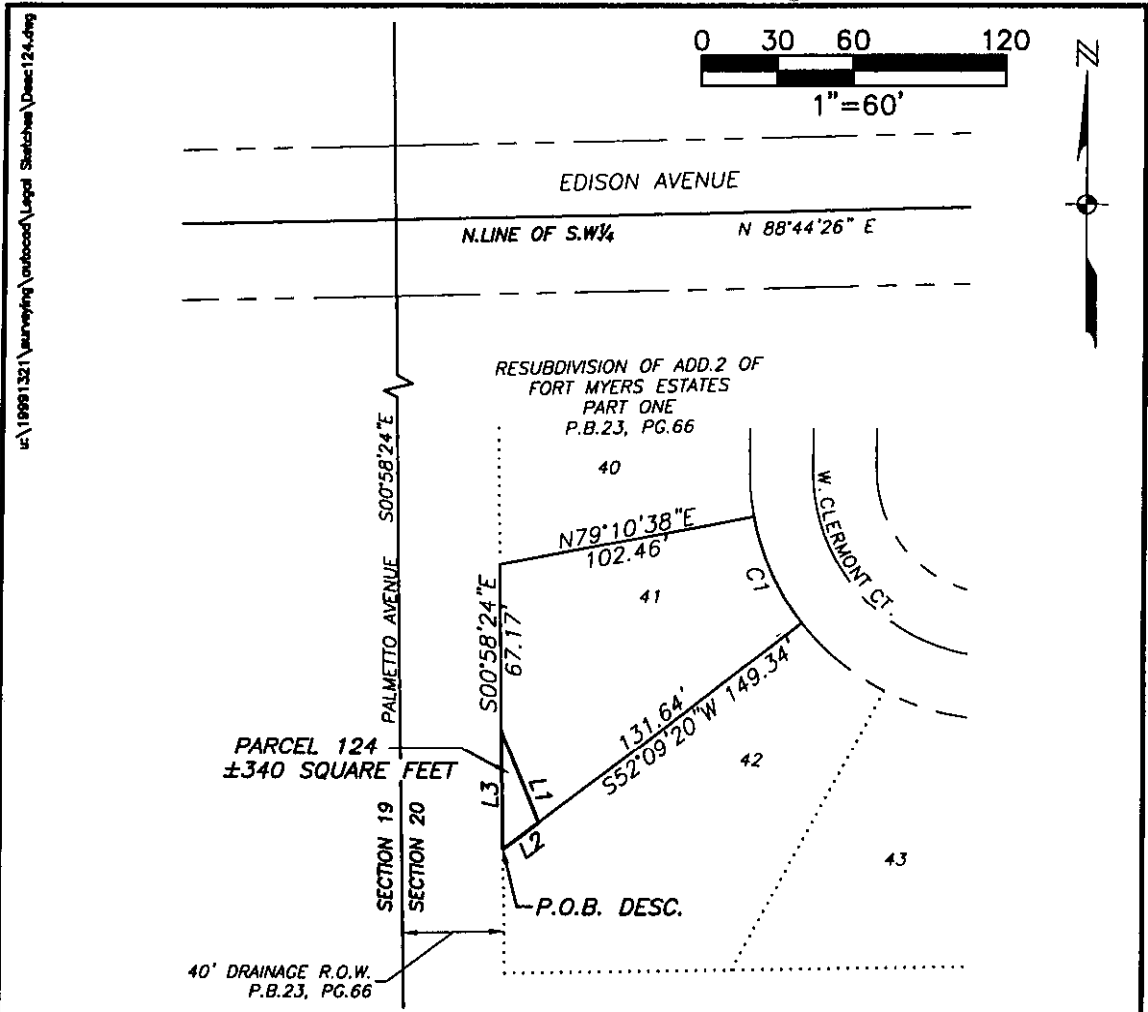 u:\19991321\surveying\autocad\Legal Sketches\Desc124.dwg
0 30 60 120
1"=60'
N
EDISON AVENUE
N.LINE OF S.W¼
N 88°44'26" E
RESUBDIVISION OF ADD.2 OF
FORT MYERS ESTATES
PART ONE
P.B.23, PG.66
40
PALMETTO AVENUE S00°58'24"E
W. CLERMONT CT.
N79°10'38"E
102.46'
41
C1
S00°58'24"E
67.17'
131.64'
S52°09'20"W 149.34'
42
PARCEL 124
±340 SQUARE FEET
L3
L1
L2
43
SECTION 19
SECTION 20
P.O.B. DESC.
40' DRAINAGE R.O.W.
P.B.23, PG.66